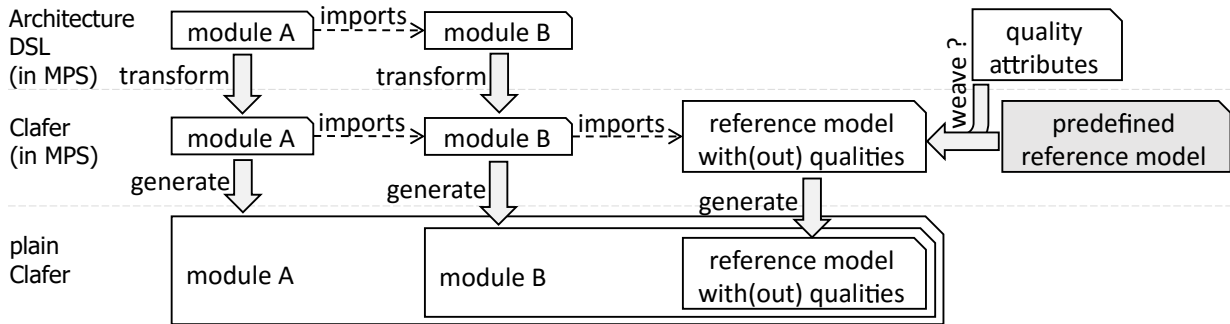 Architecture
DSL
(in MPS)
module A
imports
module B
quality
attributes
transform
transform
weave ?
Clafer
(in MPS)
module A
imports
module B
imports
reference model
with(out) qualities
predefined
reference model
generate
generate
generate
plain
Clafer
module A
module B
reference model
with(out) qualities